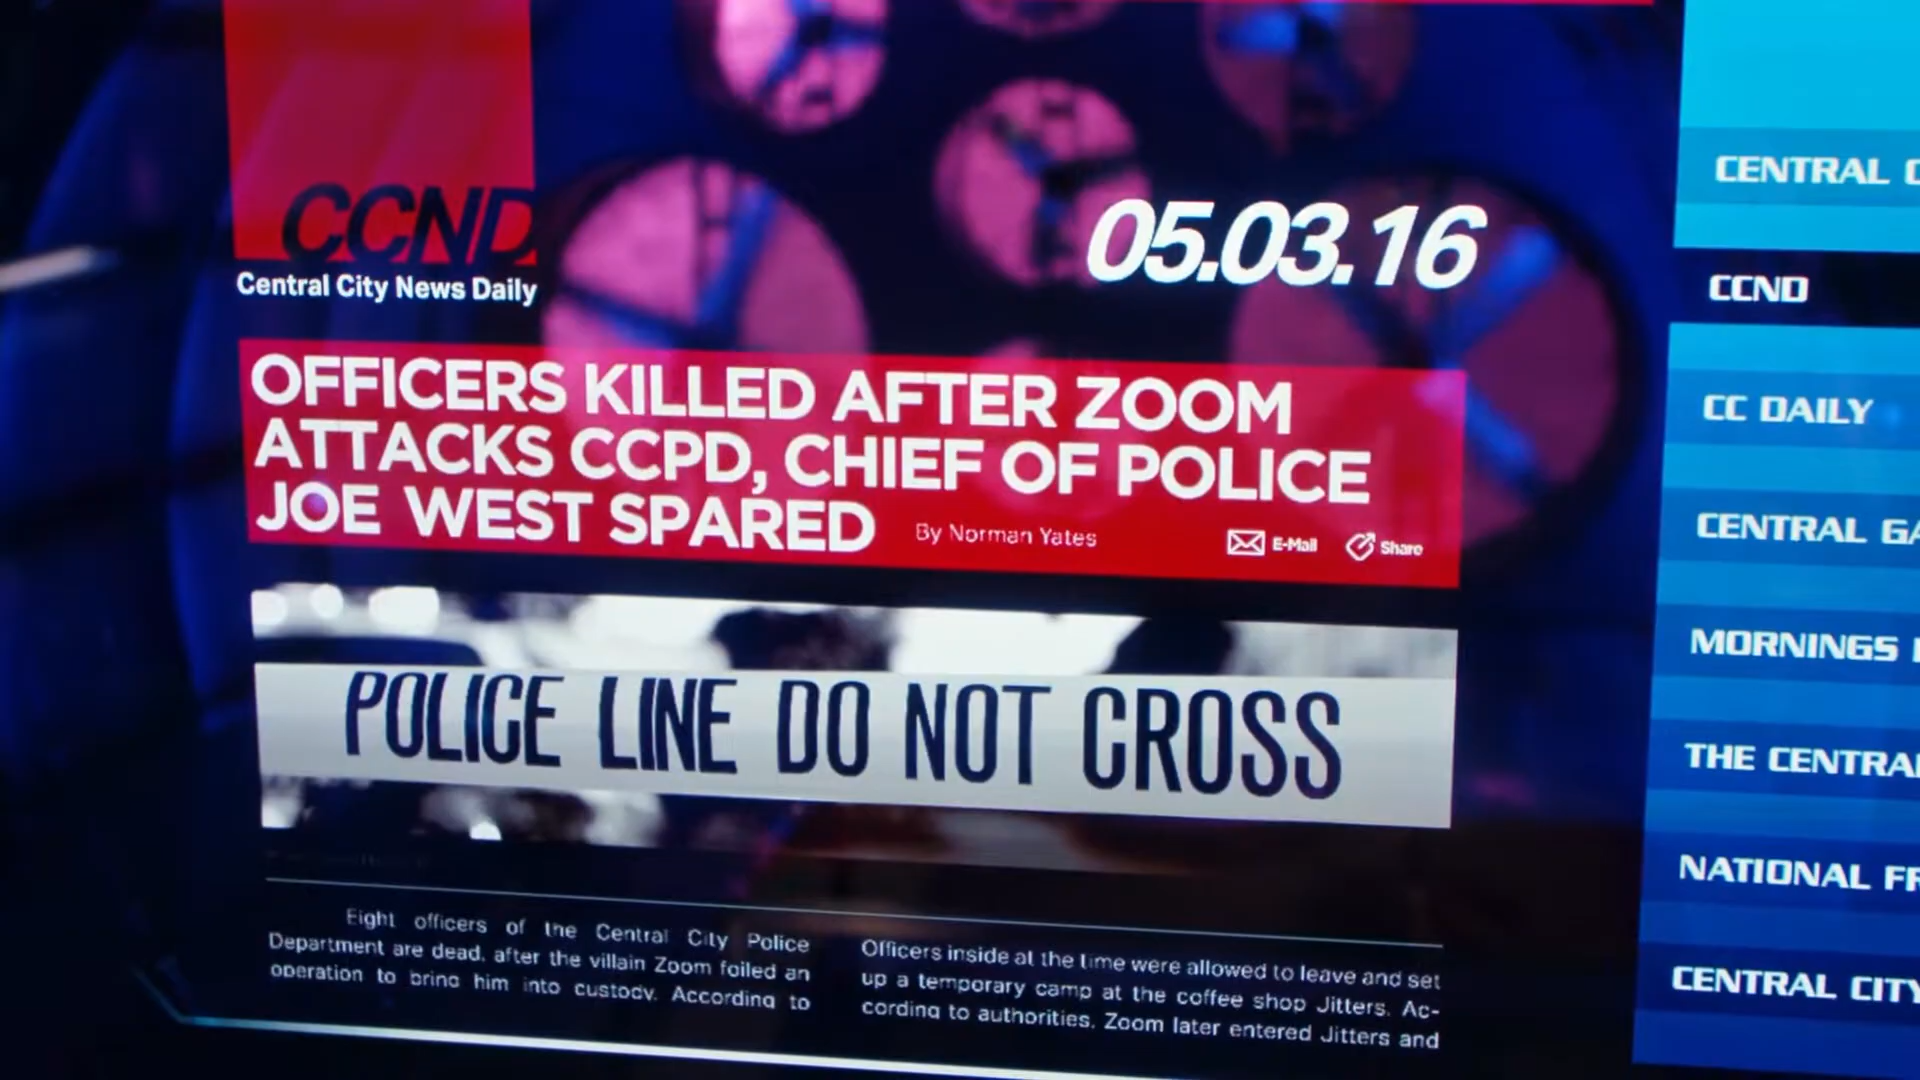 CCND
Central City News Daily
05.03.16
OFFICERS KILLED AFTER ZOOM
ATTACKS CCPD, CHIEF OF POLICE
JOE WEST SPARED
By Norman Yates
E-Mail
Share
POLICE LINE DO NOT CROSS
Eight officers of the Central City Police
Department are dead, after the villain Zoom foiled an
operation to bring him into custody. According to
Officers inside at the time were allowed to leave and set
up a temporary camp at the coffee shop Jitters. Ac-
cording to authorities, Zoom later entered Jitters and
CENTRAL C
CCND
CC DAILY
CENTRAL GA
MORNINGS
THE CENTRAL
NATIONAL FR
CENTRAL CITY